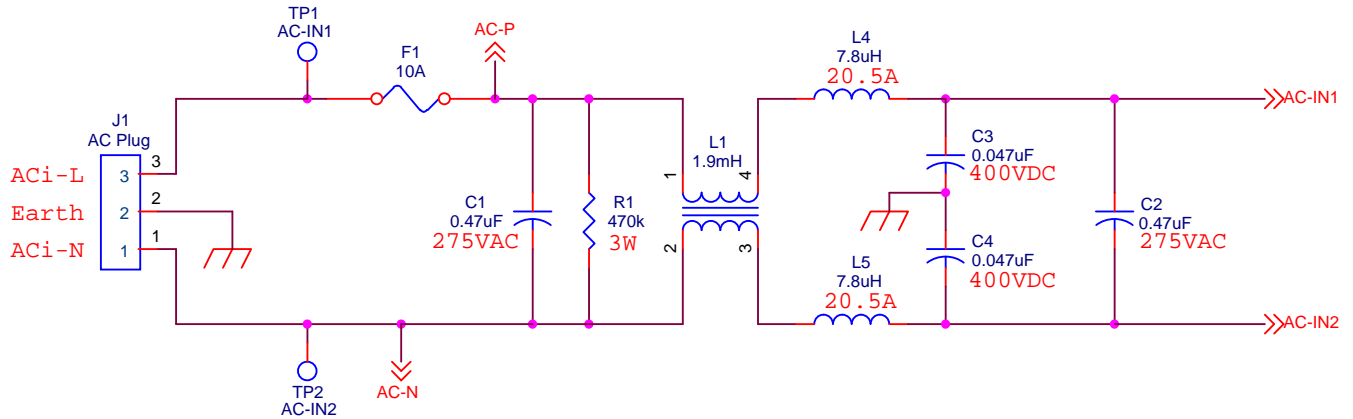 TP1
AC-IN1
F1
10A
AC-P
L4
7.8uH
20.5A
AC-IN1
J1
AC Plug
ACi-L
3
3
Earth
2
2
ACi-N
1
1
C1
0.47uF
275VAC
R1
470k
3W
L1
1.9mH
1
4
2
3
C3
0.047uF
400VDC
C4
0.047uF
400VDC
C2
0.47uF
275VAC
L5
7.8uH
20.5A
AC-IN2
TP2
AC-IN2
AC-N